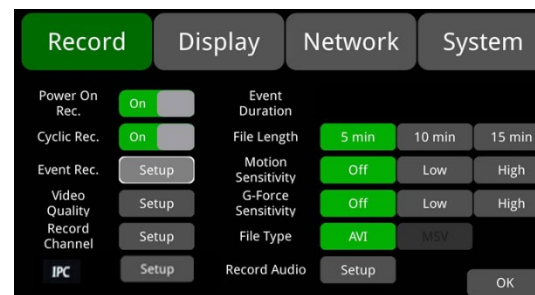 Record Display Network System
Power On
Rec.
On
Event
Duration
Cyclic Rec. On File Length 5 min 10 min 15 min
Event Rec. Setup Motion
Sensitivity
Off Low High
Video
Quality
Setup G-Force
Sensitivity
Off Low High
Record
Channel
Setup File Type AVI MSV
IPC Setup Record Audio Setup
OK